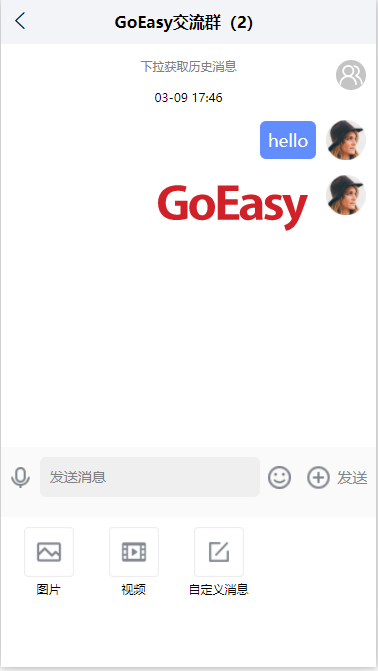 GoEasy交流群（2）
下拉获取历史消息
03-09 17:46
hello
GoEasy
发送消息
发送
图片
视频
自定义消息